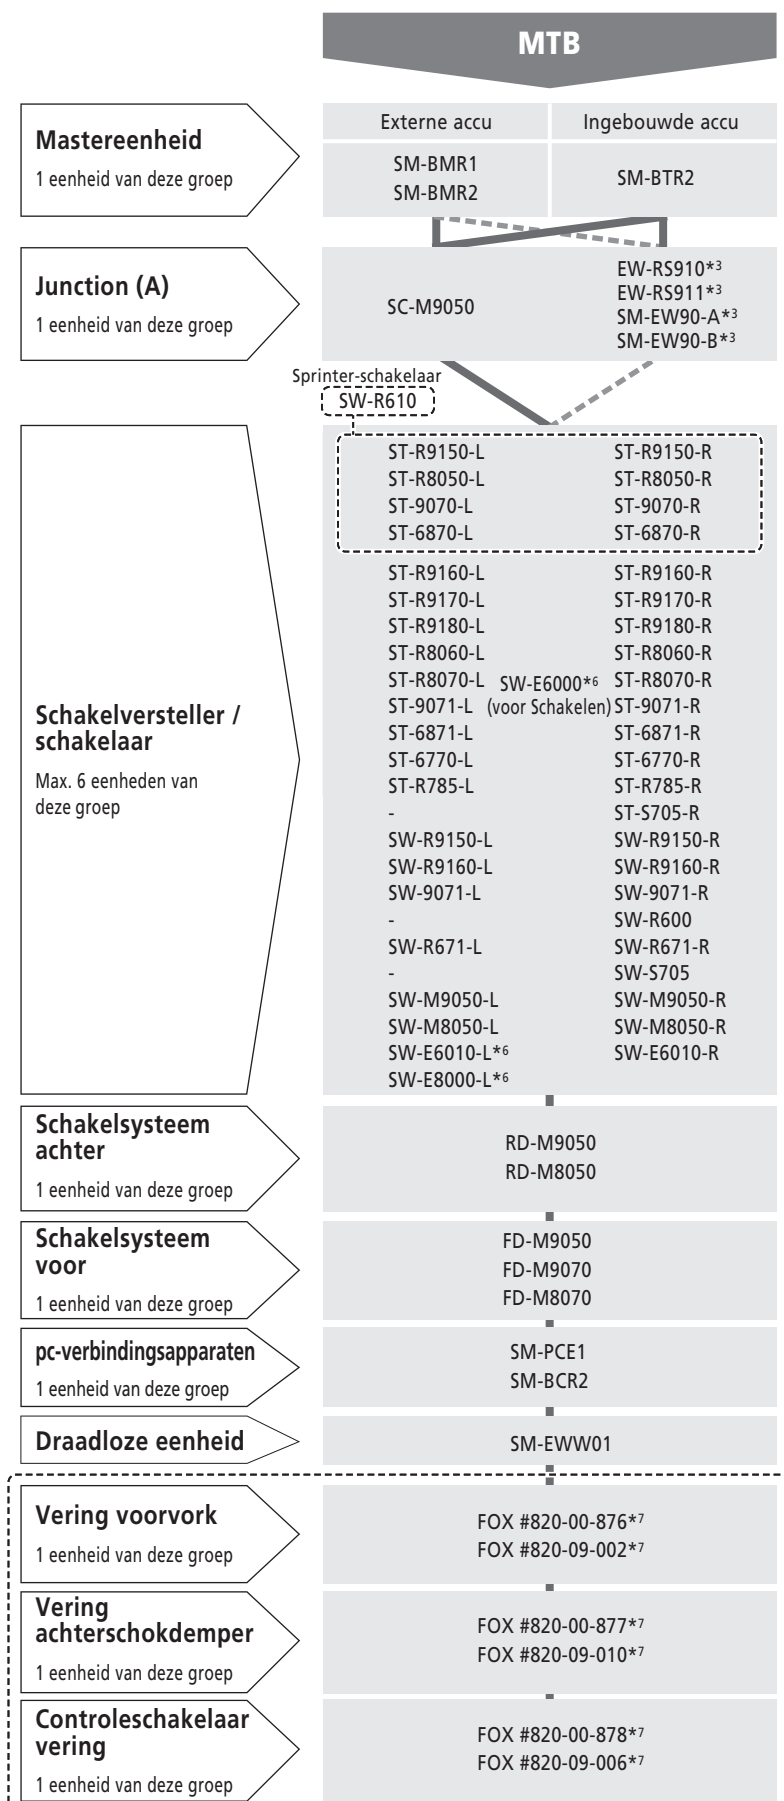 MTB
Mastereenheid
1 eenheid van deze groep
Externe accu
Ingebouwde accu
SM-BMR1
SM-BMR2
SM-BTR2
Junction (A)
1 eenheid van deze groep
SC-M9050
EW-RS910*3
EW-RS911*3
SM-EW90-A*3
SM-EW90-B*3
Sprinter-schakelaar
SW-R610
Schakelversteller /
schakelaar
Max. 6 eenheden van
deze groep
ST-R9150-L ST-R9150-R
ST-R8050-L ST-R8050-R
ST-9070-L ST-9070-R
ST-6870-L ST-6870-R
ST-R9160-L ST-R9160-R
ST-R9170-L ST-R9170-R
ST-R9180-L ST-R9180-R
ST-R8060-L ST-R8060-R
ST-R8070-L SW-E6000*6 ST-R8070-R
ST-9071-L (voor Schakelen) ST-9071-R
ST-6871-L ST-6871-R
ST-6770-L ST-6770-R
ST-R785-L ST-R785-R
- ST-S705-R
SW-R9150-L SW-R9150-R
SW-R9160-L SW-R9160-R
SW-9071-L SW-9071-R
- SW-R600
SW-R671-L SW-R671-R
- SW-S705
SW-M9050-L SW-M9050-R
SW-M8050-L SW-M8050-R
SW-E6010-L*6 SW-E6010-R
SW-E8000-L*6
Schakelsysteem
achter
1 eenheid van deze groep
RD-M9050
RD-M8050
Schakelsysteem
voor
1 eenheid van deze groep
FD-M9050
FD-M9070
FD-M8070
pc-verbindingsapparaten
1 eenheid van deze groep
SM-PCE1
SM-BCR2
Draadloze eenheid
SM-EWW01
Vering voorvork
1 eenheid van deze groep
FOX #820-00-876*7
FOX #820-09-002*7
Vering
achterschokdemper
1 eenheid van deze groep
FOX #820-00-877*7
FOX #820-09-010*7
Controleschakelaar
vering
1 eenheid van deze groep
FOX #820-00-878*7
FOX #820-09-006*7